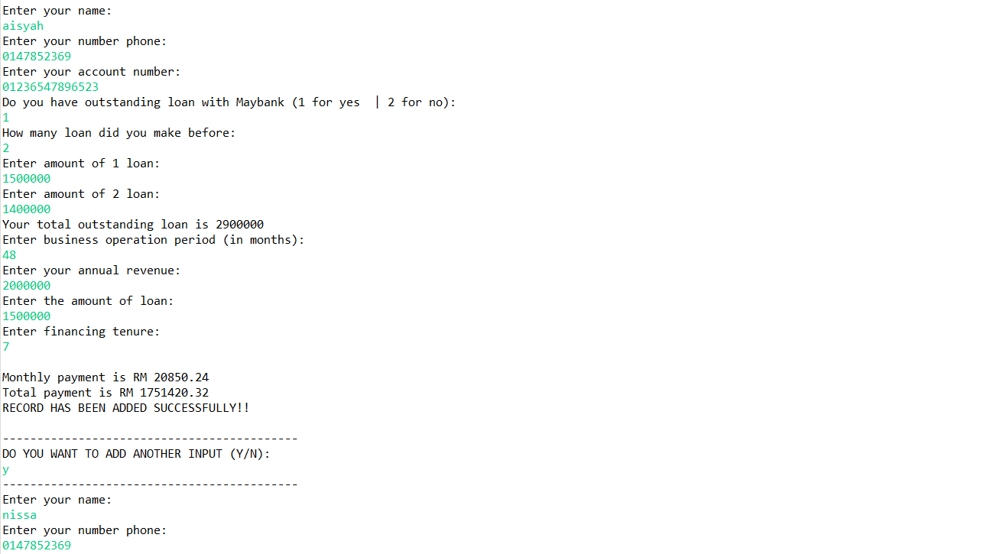 Enter your name:
aisyah
Enter your number phone:
0147852369
Enter your account number:
01236547896523
Do you have outstanding loan with Maybank (1 for yes  | 2 for no):
1
How many loan did you make before:
2
Enter amount of 1 loan:
1500000
Enter amount of 2 loan:
1400000
Your total outstanding loan is 2900000
Enter business operation period (in months):
48
Enter your annual revenue:
2000000
Enter the amount of loan:
1500000
Enter financing tenure:
7
Monthly payment is RM 20850.24
Total payment is RM 1751420.32
RECORD HAS BEEN ADDED SUCCESSFULLY!!
-------------------------------------------
DO YOU WANT TO ADD ANOTHER INPUT (Y/N):
y
-------------------------------------------
Enter your name:
nissa
Enter your number phone:
0147852369